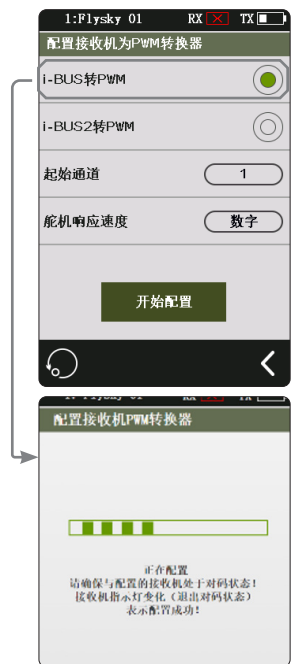 1:Flysky 01 RX TX
配置接收机为PWM转换器
i-BUS转PWM
i-BUS2转PWM
起始通道 1
舵机响应速度 数字
开始配置
1:Flysky 01 RX TX
配置接收机PWM转换器
正在配置
请确保与配置的接收机处于对码状态!
接收机指示灯变化（退出对码状态）
表示配置成功!